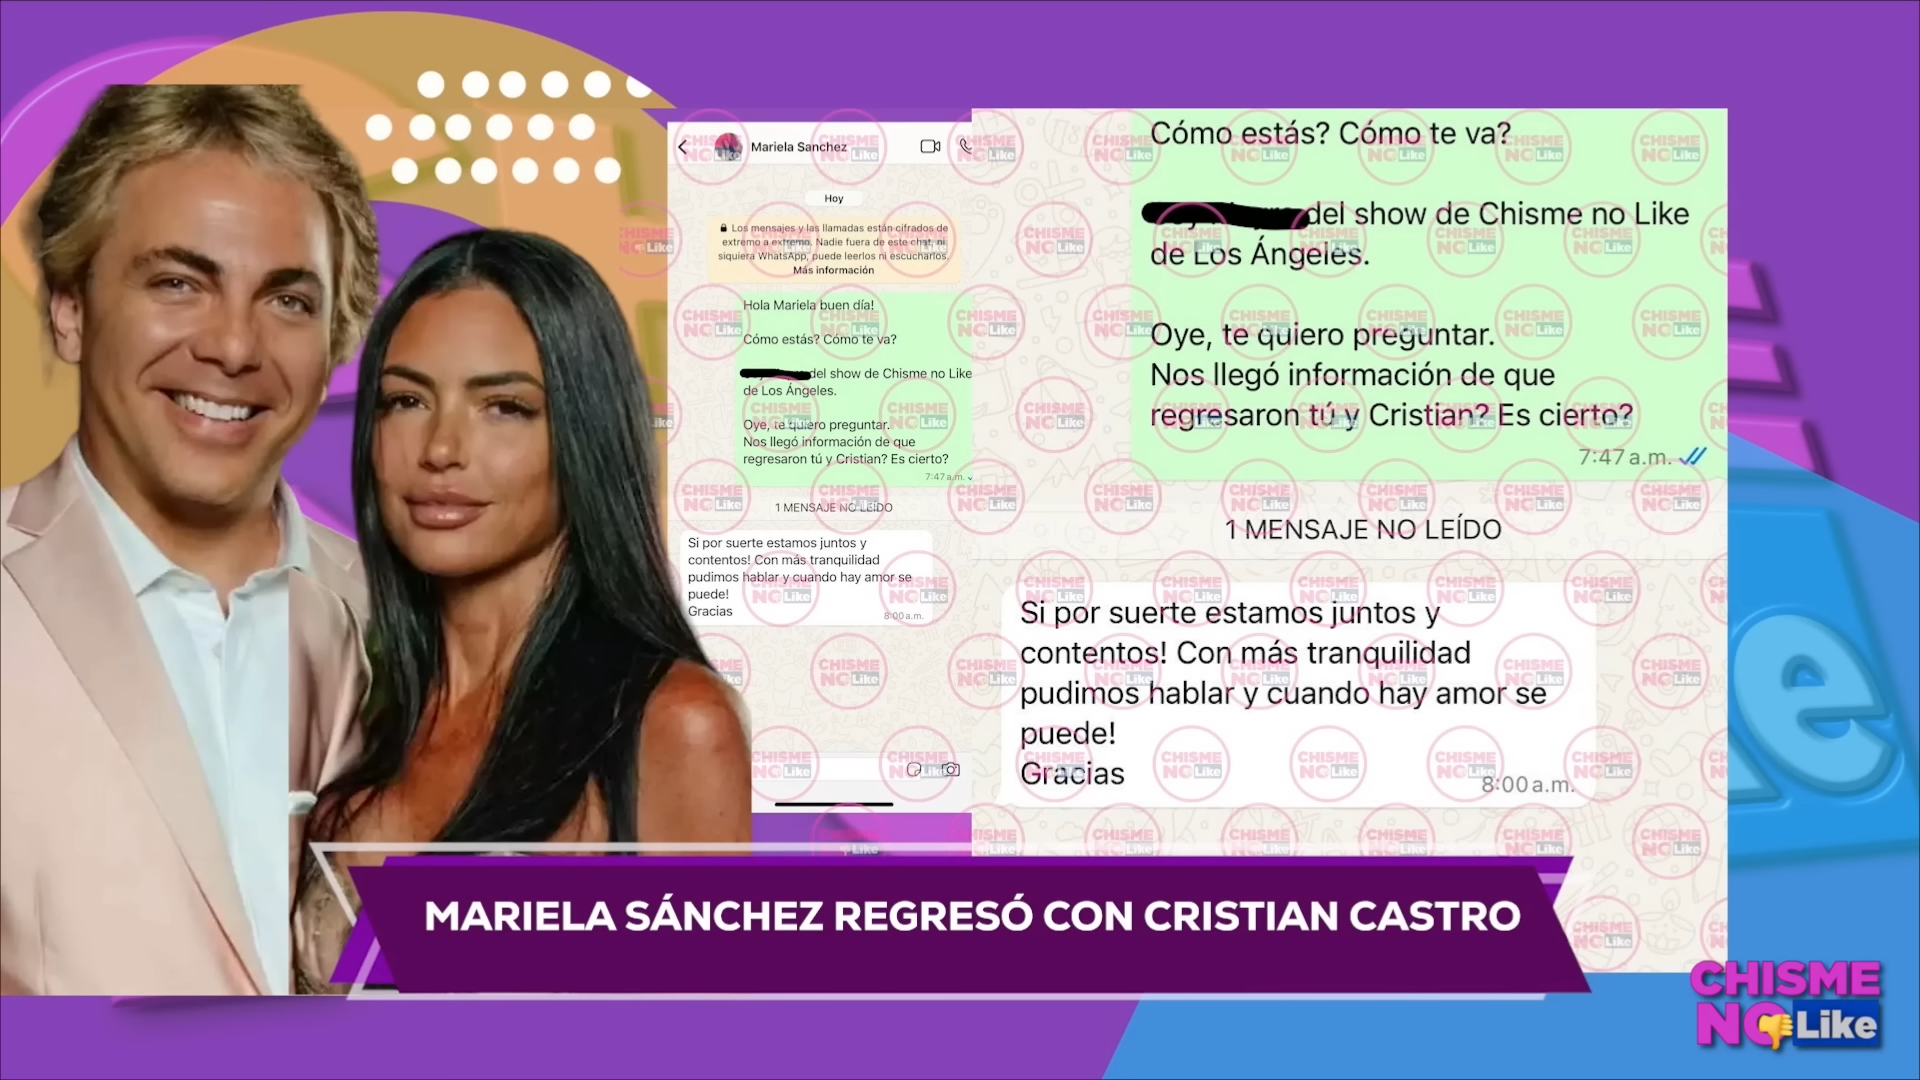 Mariela Sanchez
Hoy
Los mensajes y las llamadas están cifrados de
extremo a extremo. Nadie fuera de este chat, ni
siquiera WhatsApp, puede leerlos ni escucharlos.
Más información
Hola Mariela buen día!
Cómo estás? Cómo te va?
del show de Chisme no Like
de Los Ángeles.
Oye, te quiero preguntar.
Nos llegó información de que
regresaron tú y Cristian? Es cierto?
7:47 a.m.
1 MENSAJE NO LEÍDO
Si por suerte estamos juntos y
contentos! Con más tranquilidad
pudimos hablar y cuando hay amor se
puede!
Gracias
8:00 a.m.
Cómo estás? Cómo te va?
del show de Chisme no Like
de Los Ángeles.
Oye, te quiero preguntar.
Nos llegó información de que
regresaron tú y Cristian? Es cierto?
7:47 a.m.
1 MENSAJE NO LEÍDO
Si por suerte estamos juntos y
contentos! Con más tranquilidad
pudimos hablar y cuando hay amor se
puede!
Gracias
8:00 a.m.
MARIELA SÁNCHEZ REGRESÓ CON CRISTIAN CASTRO
CHISME
NO Like